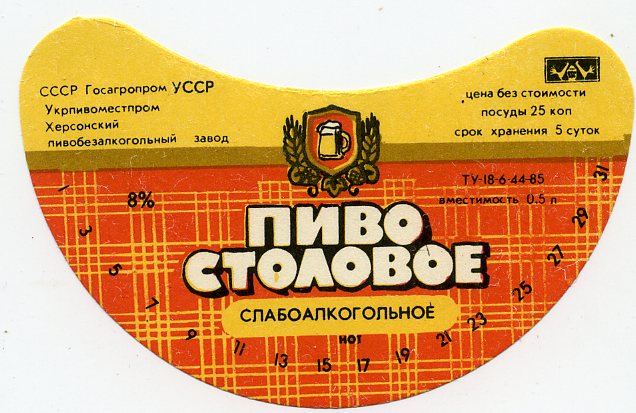 СССР Госагропром УССР
Укрпивоместпром
Херсонский
пивобезалкогольный завод
цена без стоимости
посуды 25 коп
срок хранения 5 суток
ТУ-18-6-44-85
вместимость 0.5 л
8%
ПИВО
СТОЛОВОЕ
СЛАБОАЛКОГОЛЬНОЕ
1 3 5 7 9 11 13 15 17 19 21 23 25 27 29 31